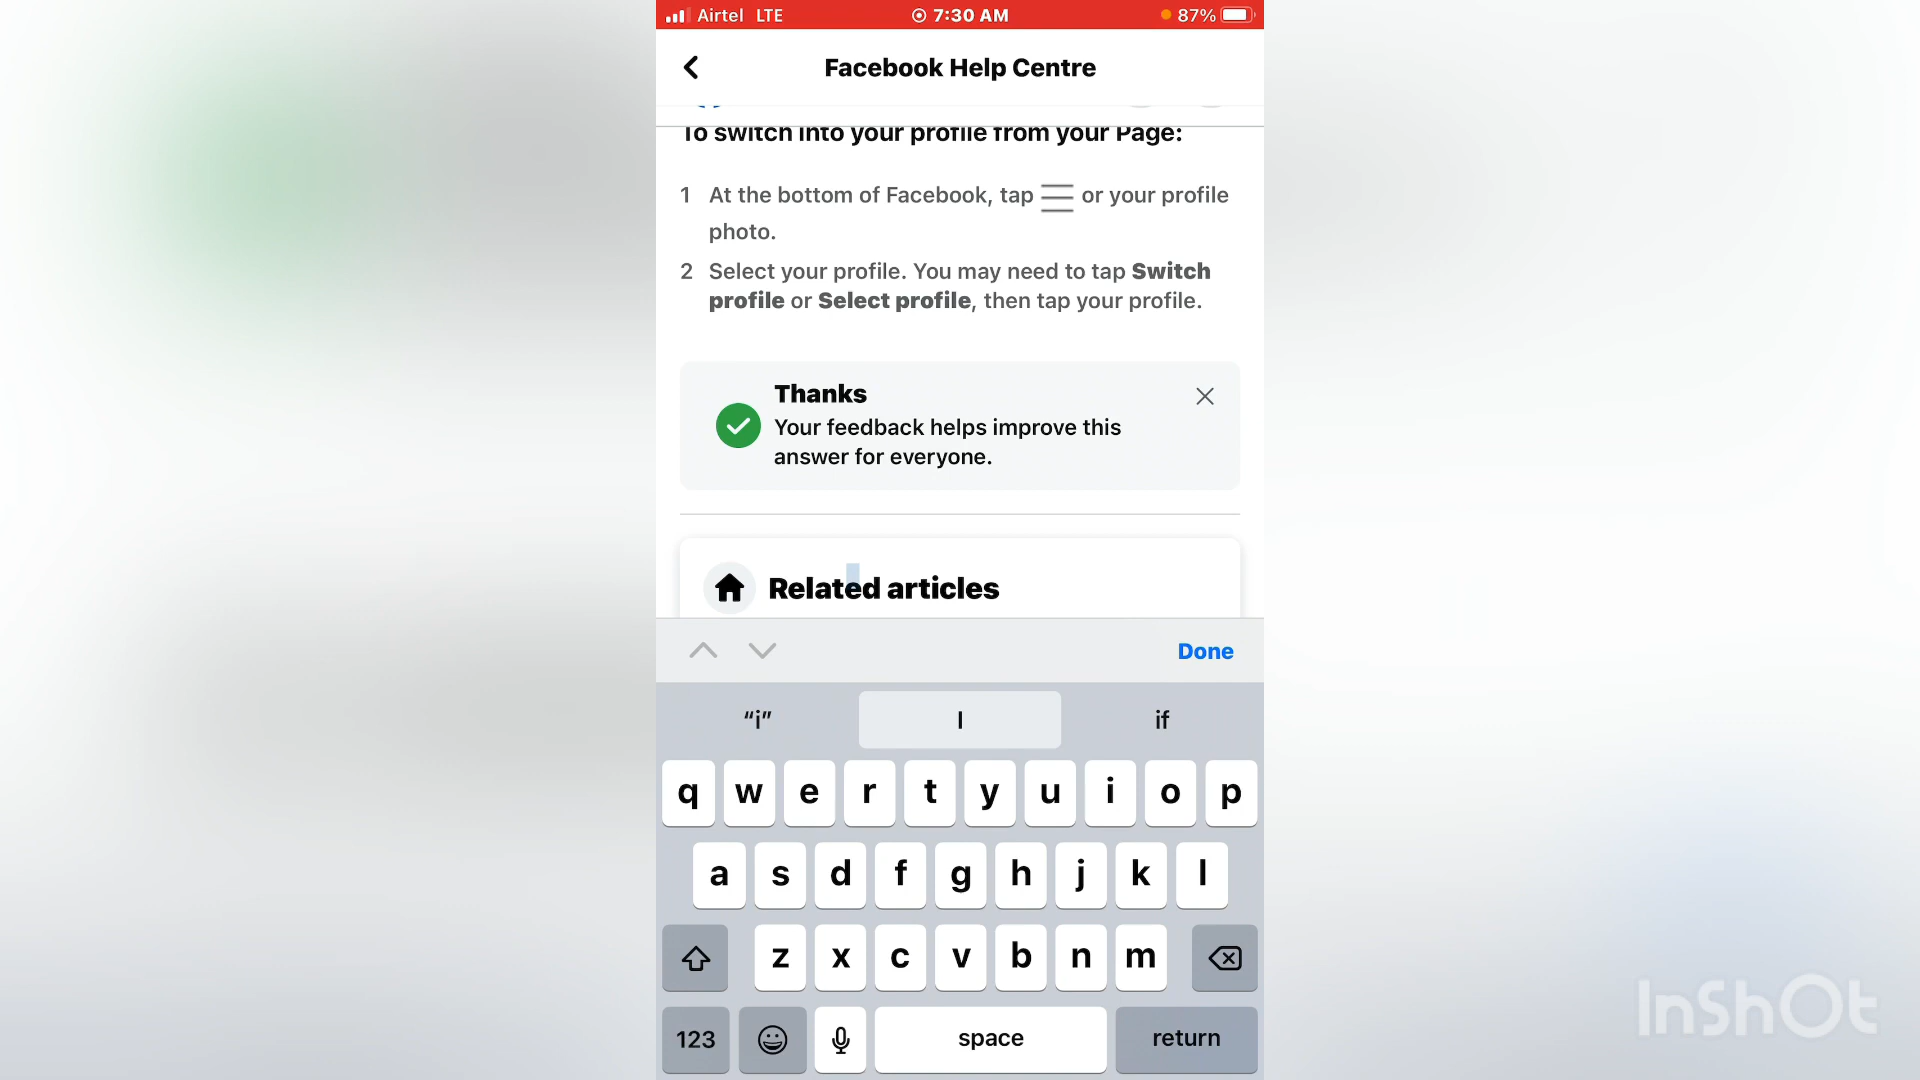 Airtel LTE 7:30 AM 87%
Facebook Help Centre
To switch into your profile from your Page:
1 At the bottom of Facebook, tap or your profile
photo.
2 Select your profile. You may need to tap Switch
profile or Select profile, then tap your profile.
Thanks
Your feedback helps improve this
answer for everyone.
Related articles
Done
“i” I if
q w e r t y u i o p
a s d f g h j k l
z x c v b n m
123 space return
InShOt